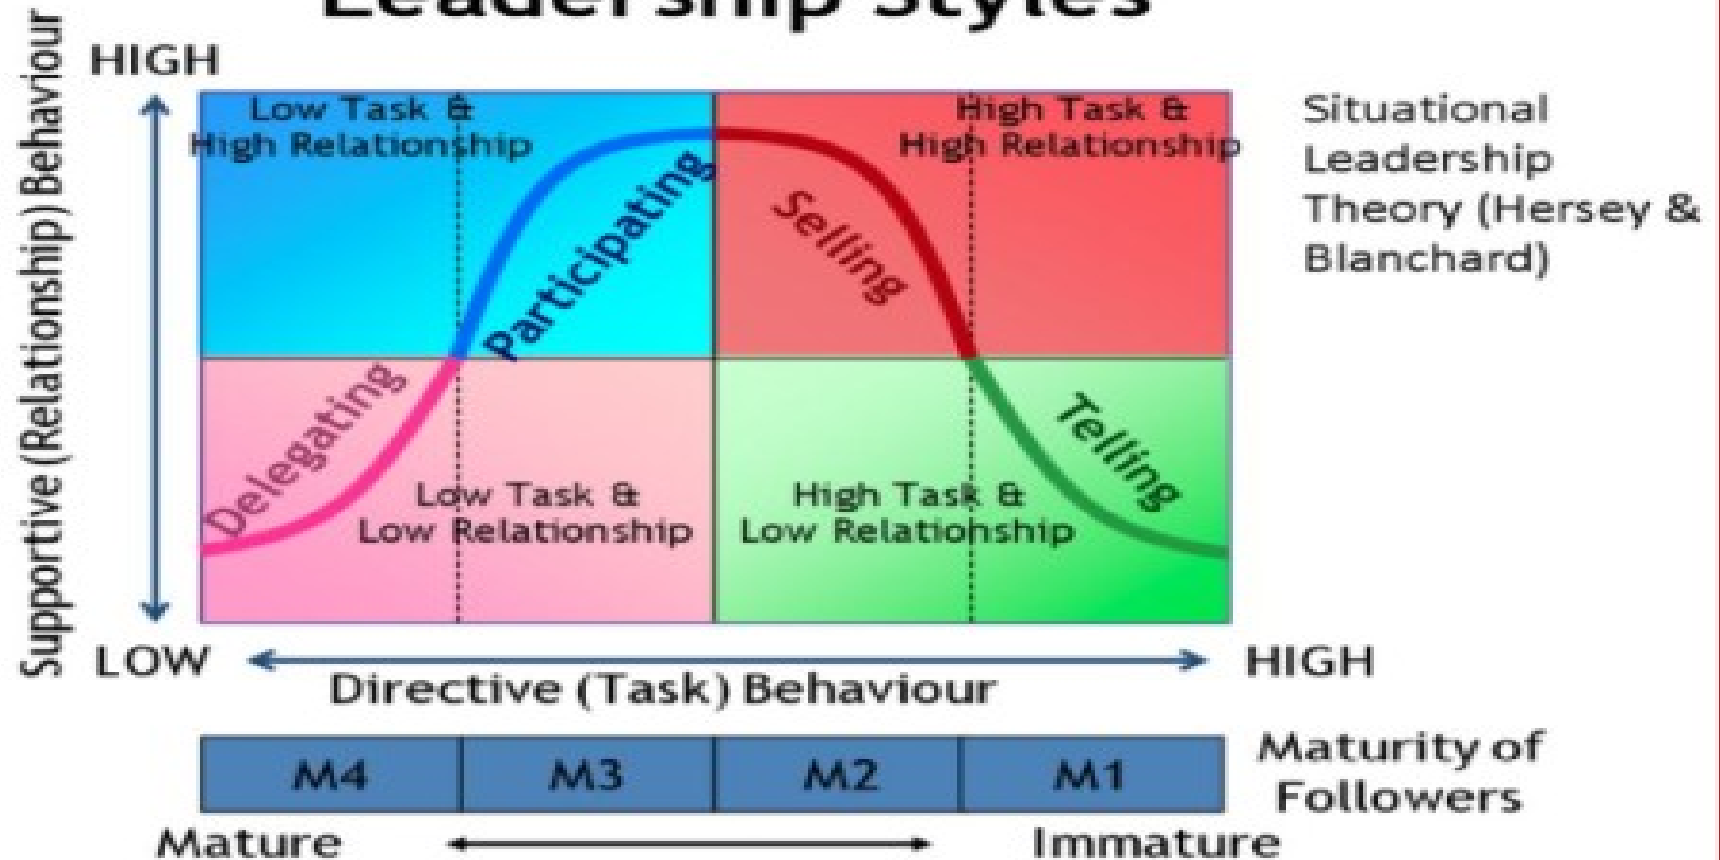 Leadership Styles
HIGH
Supportive (Relationship) Behaviour
Low Task &
High Relationship
High Task &
High Relationship
Situational
Leadership
Theory (Hersey &
Blanchard)
Participating
Selling
Delegating
Telling
Low Task &
Low Relationship
High Task &
Low Relationship
LOW
HIGH
Directive (Task) Behaviour
M4
M3
M2
M1
Maturity of
Followers
Mature
Immature